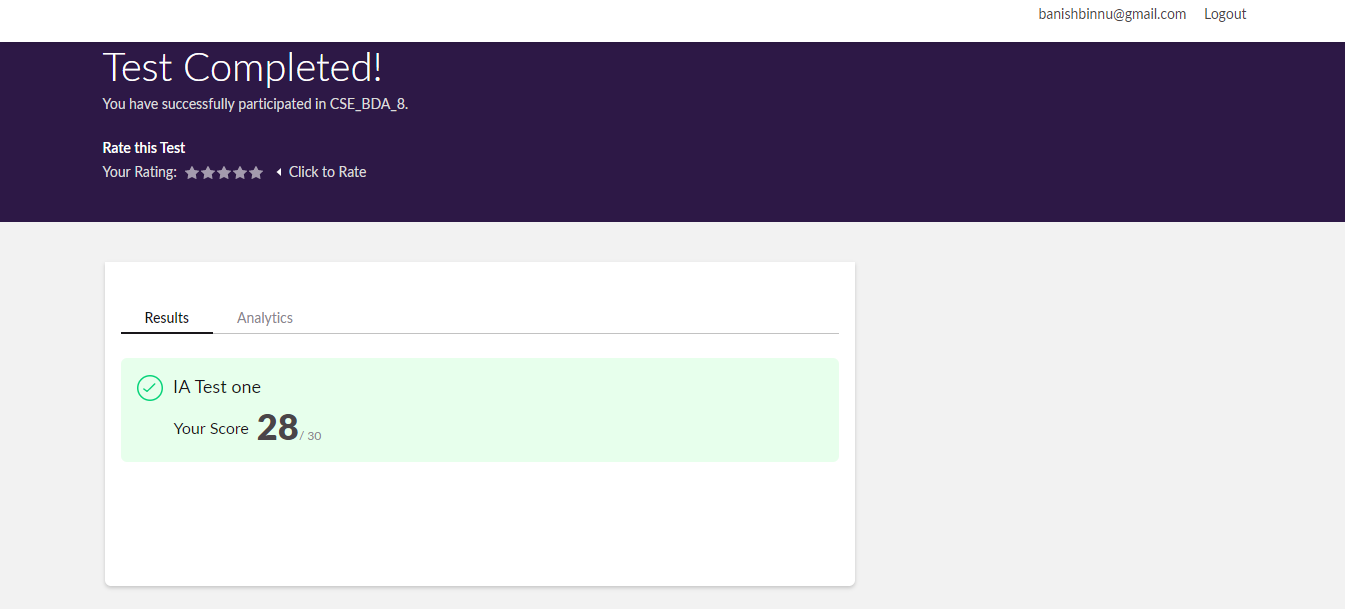 banishbinnu@gmail.com Logout
Test Completed!
You have successfully participated in CSE_BDA_8.
Rate this Test
Your Rating: Click to Rate
Results Analytics
IA Test one
Your Score 28/ 30